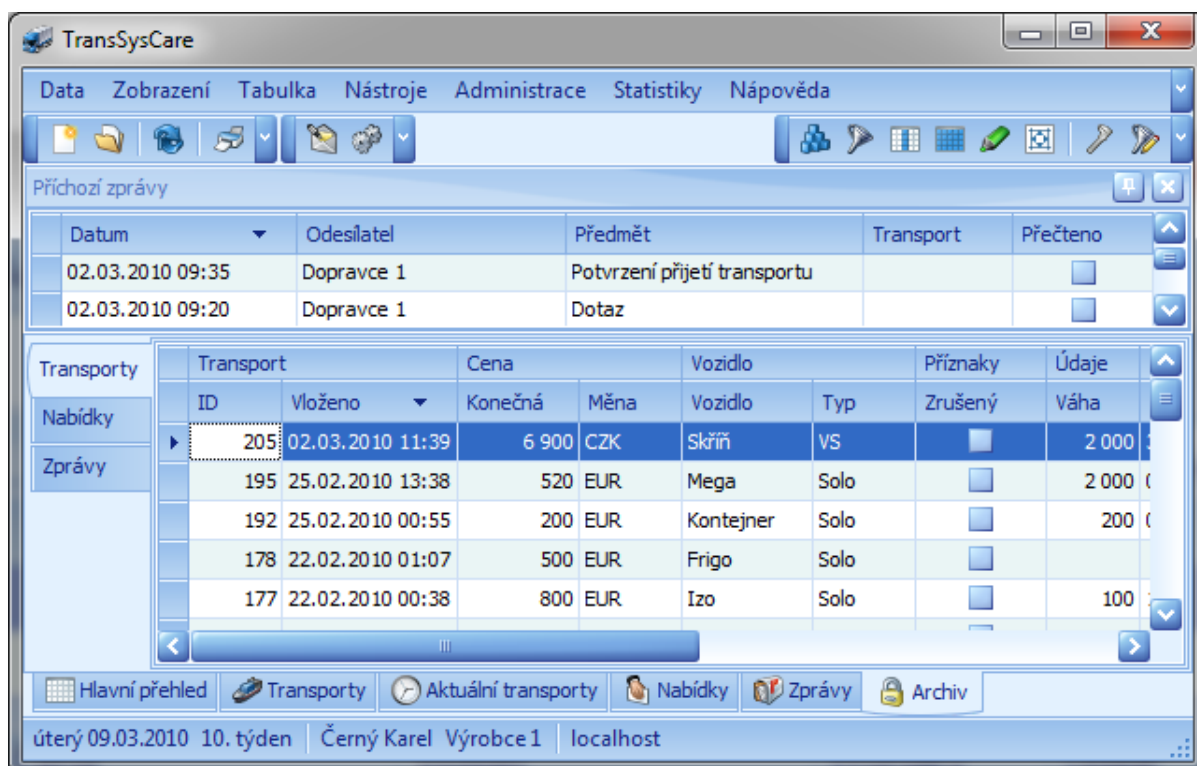 TransSysCare
Data Zobrazení Tabulka Nástroje Administrace Statistiky Nápověda
Příchozí zprávy
Datum Odesílatel Předmět Transport Přečteno
02.03.2010 09:35 Dopravce 1 Potvrzení přijetí transportu
02.03.2010 09:20 Dopravce 1 Dotaz
Transporty
Nabídky
Zprávy
Transport Cena Vozidlo Příznaky Údaje
ID Vloženo Konečná Měna Vozidlo Typ Zrušený Váha
205 02.03.2010 11:39 6 900 CZK Skříň VS 2 000
195 25.02.2010 13:38 520 EUR Mega Solo 2 000
192 25.02.2010 00:55 200 EUR Kontejner Solo 200
178 22.02.2010 01:07 500 EUR Frigo Solo
177 22.02.2010 00:38 800 EUR Izo Solo 100
Hlavní přehled Transporty Aktuální transporty Nabídky Zprávy Archiv
úterý 09.03.2010 10. týden Černý Karel Výrobce 1 localhost